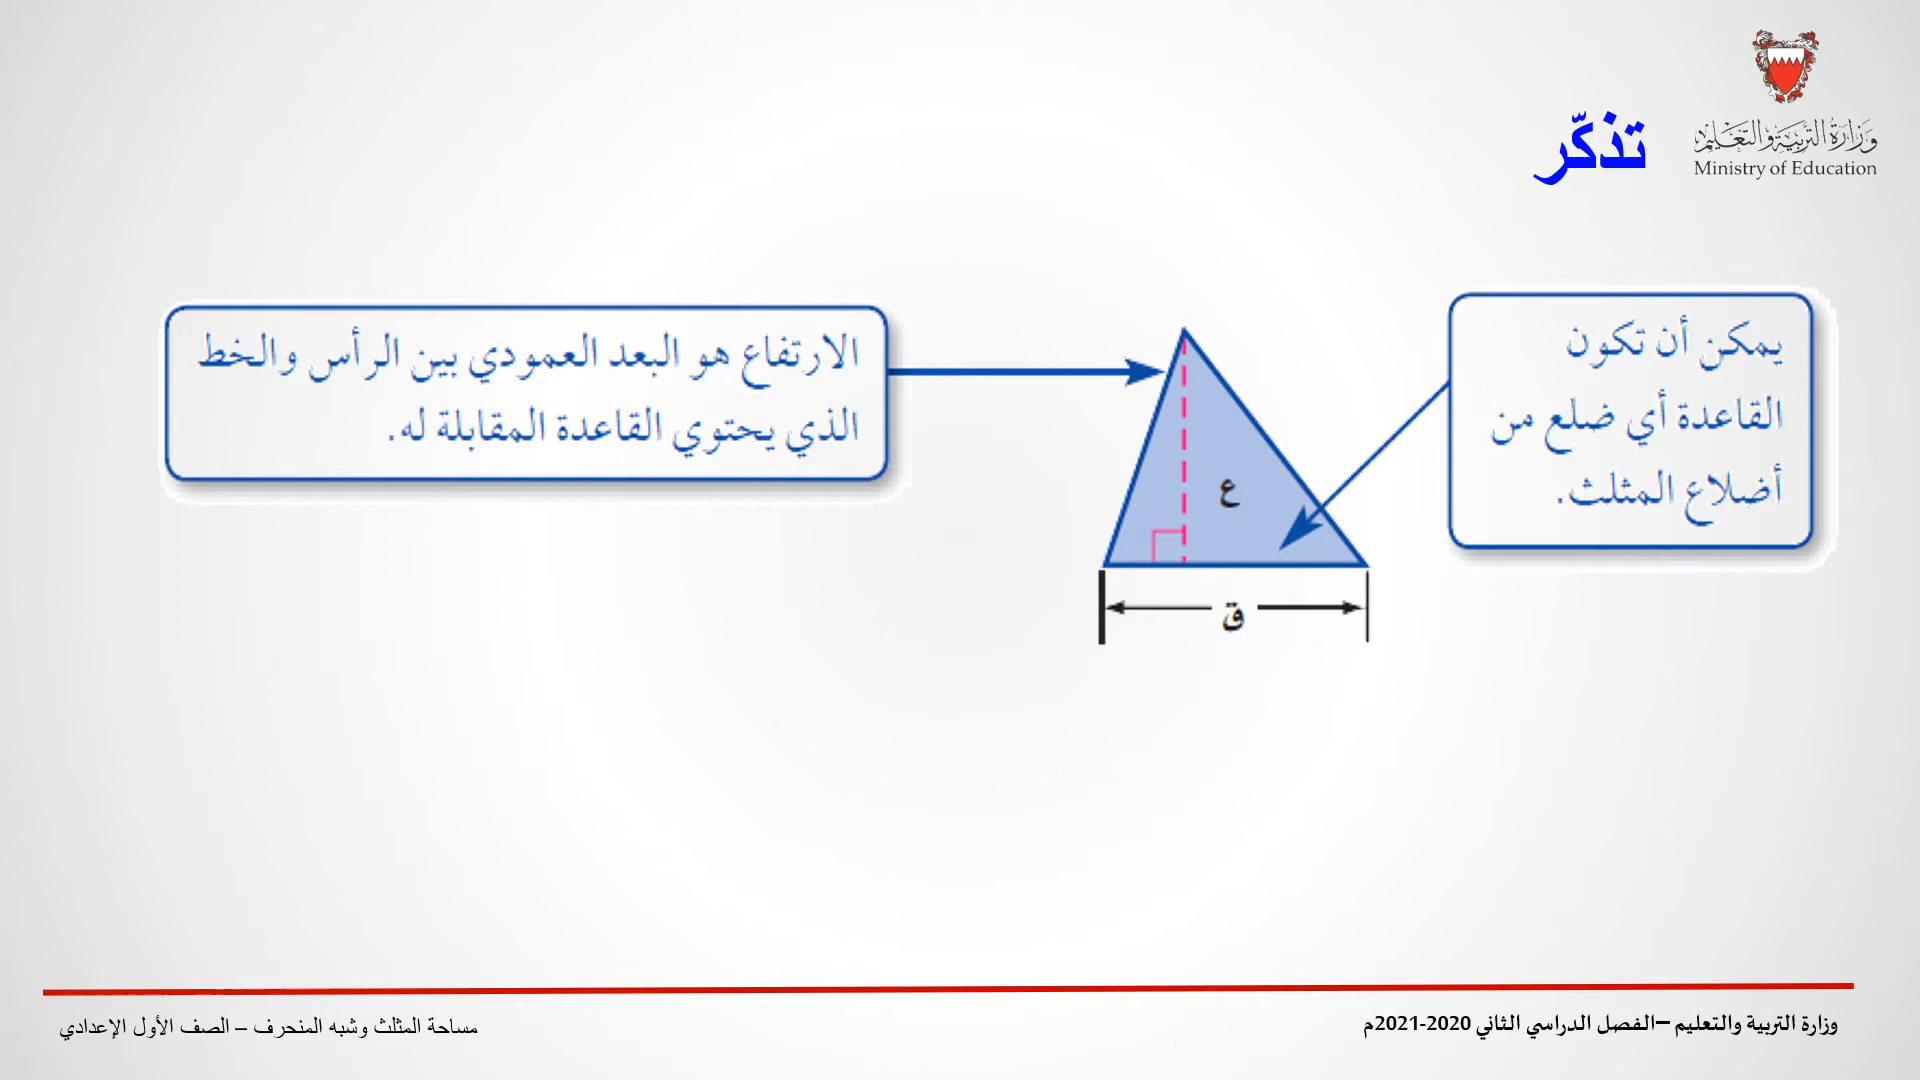 وزارة التربية والتعليم
Ministry of Education
تذكّر
يمكن أن تكون
القاعدة أي ضلع من
أضلاع المثلث.
الارتفاع هو البعد العمودي بين الرأس والخط
الذي يحتوي القاعدة المقابلة له.
ع
ق
وزارة التربية والتعليم –الفصل الدراسي الثاني 2020-2021م
مساحة المثلث وشبه المنحرف – الصف الأول الإعدادي